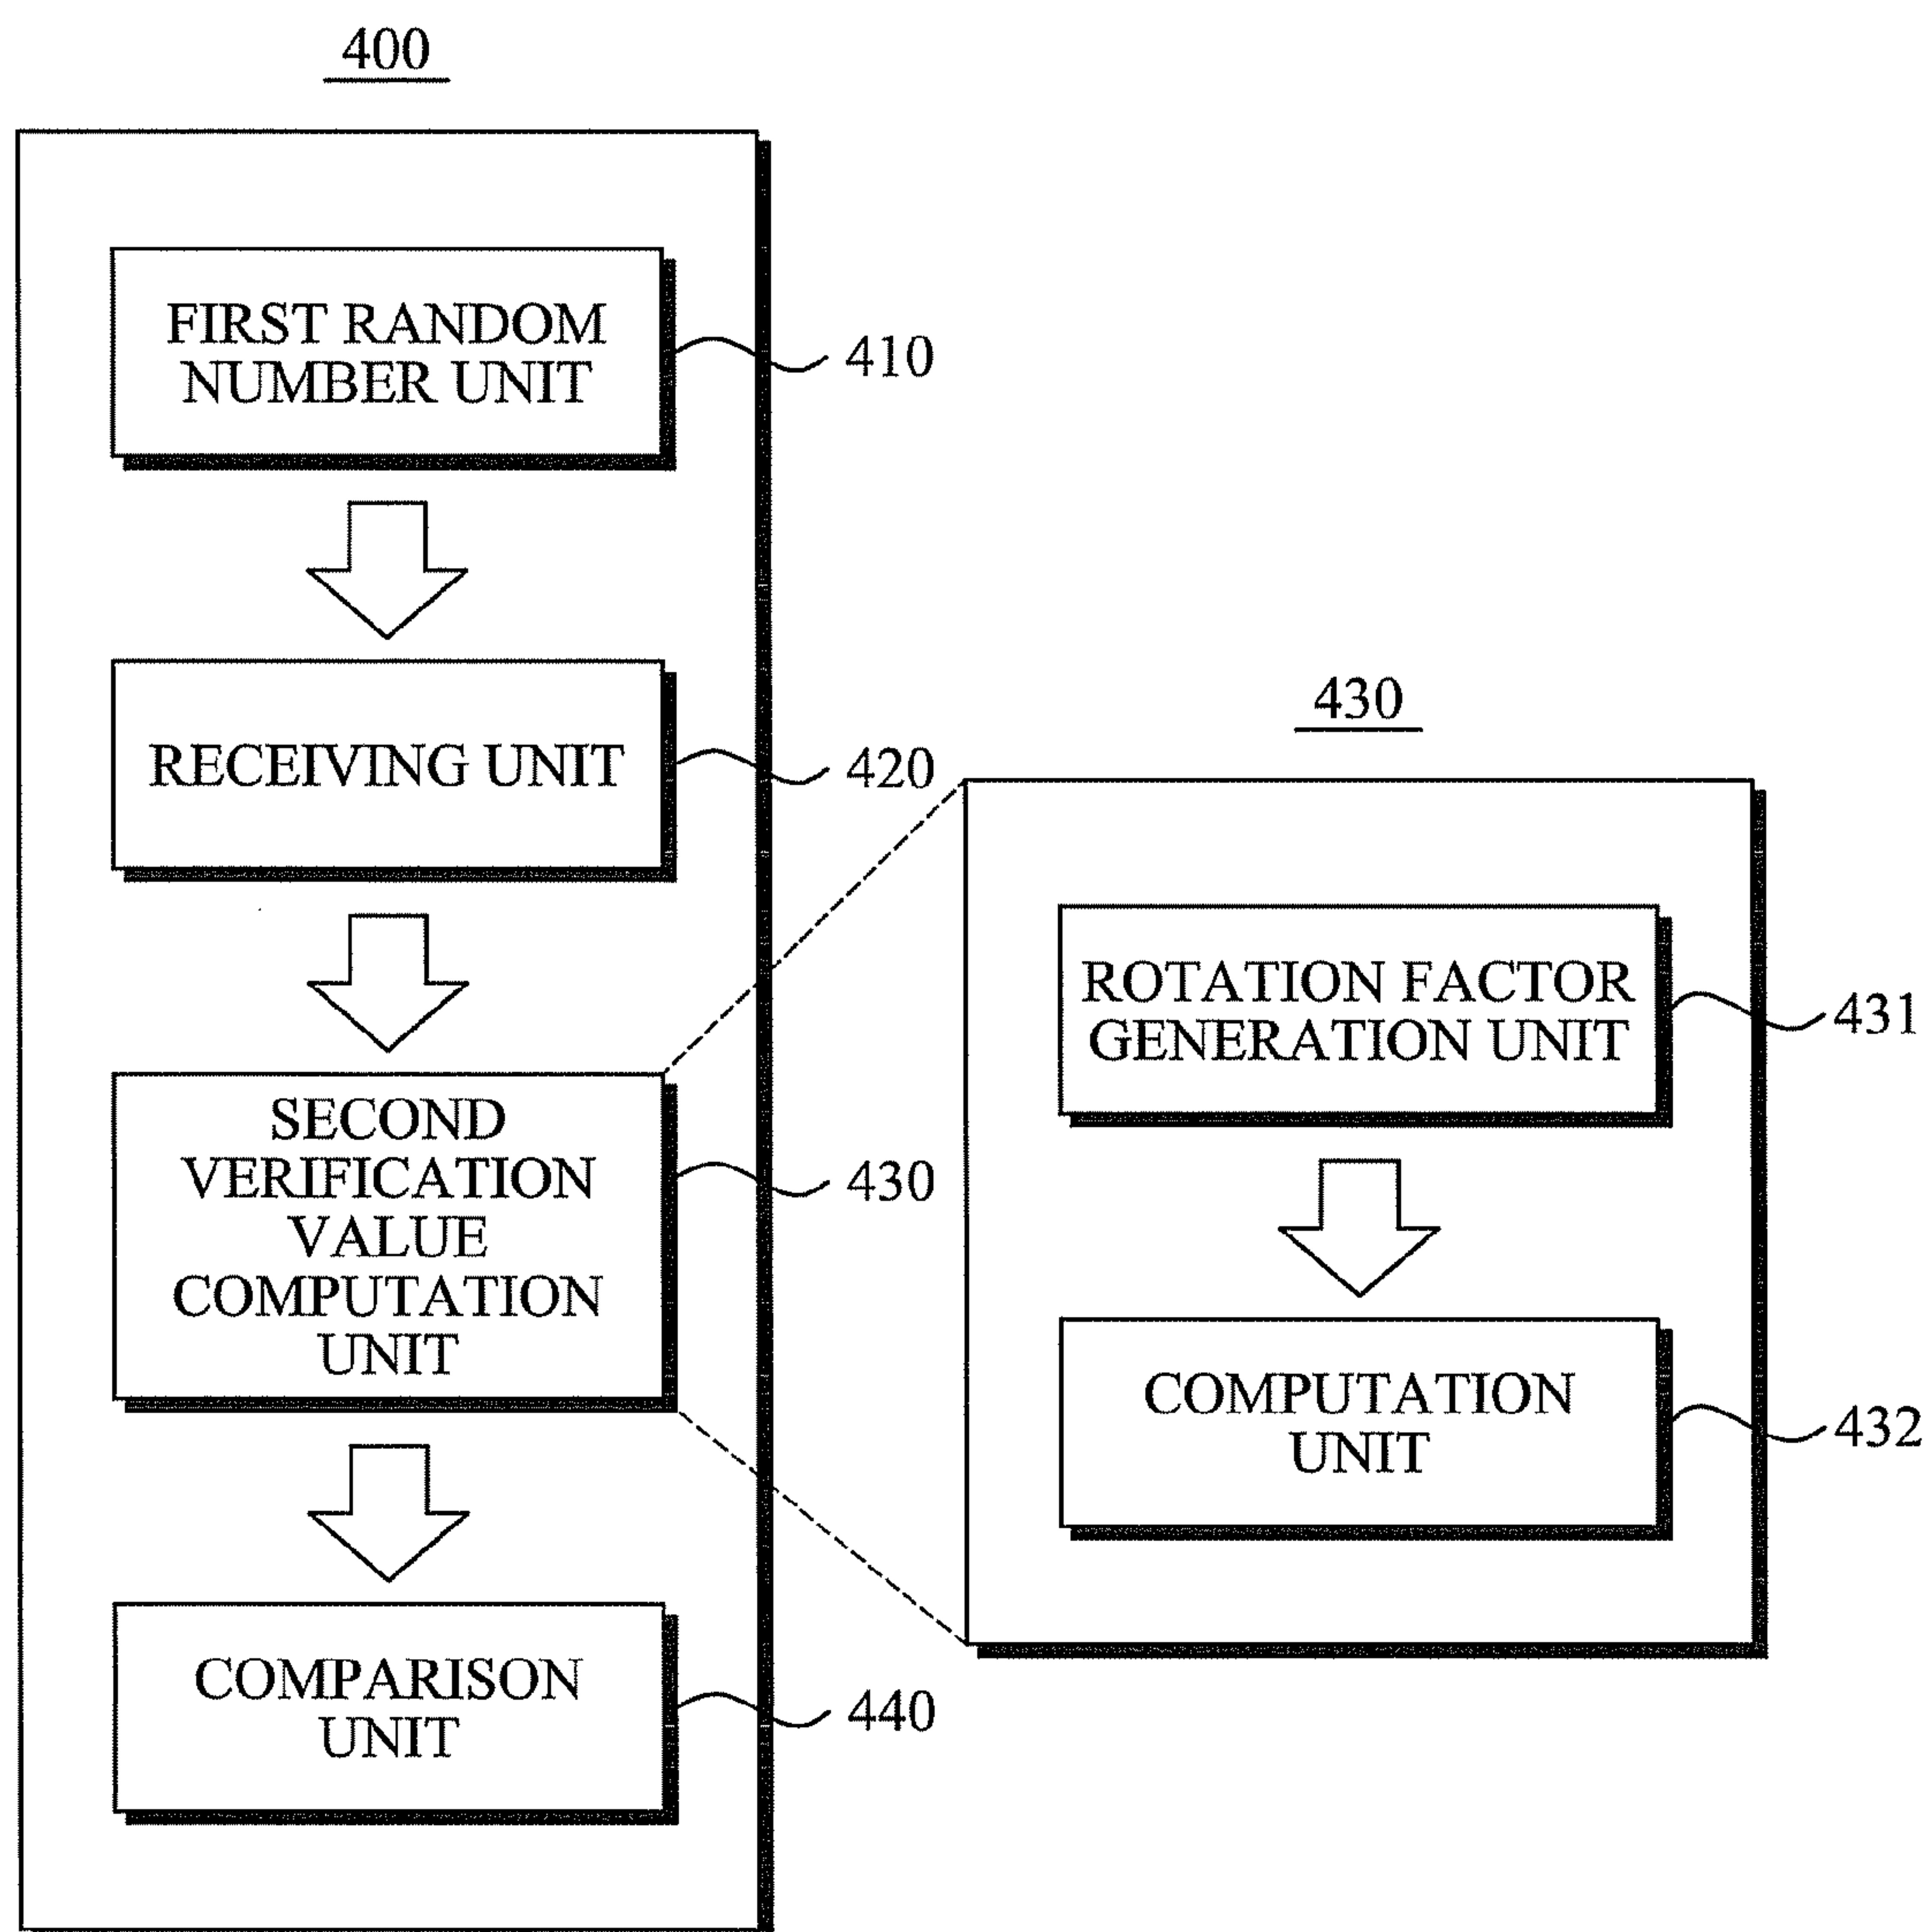 400
FIRST RANDOM
NUMBER UNIT
410
RECEIVING UNIT
420
SECOND
VERIFICATION
VALUE
COMPUTATION
UNIT
430
COMPARISON
UNIT
440
430
ROTATION FACTOR
GENERATION UNIT
431
COMPUTATION
UNIT
432